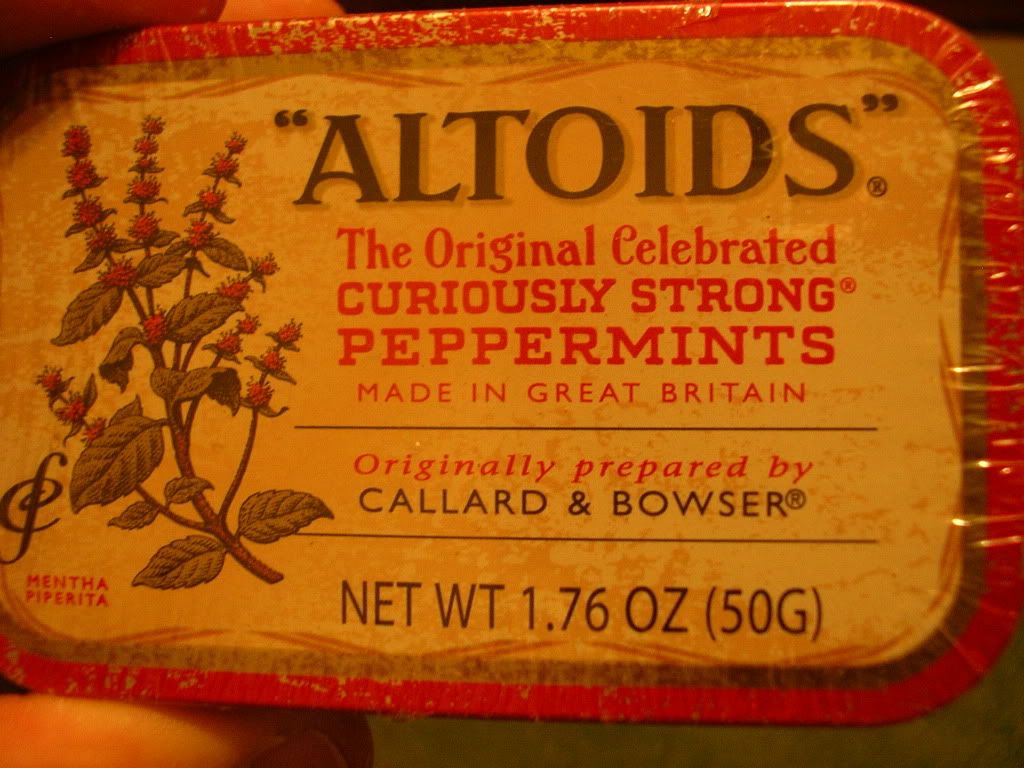 "ALTOIDS"®
The Original Celebrated
CURIOUSLY STRONG®
PEPPERMINTS
MADE IN GREAT BRITAIN
Originally prepared by
CALLARD & BOWSER®
MENTHA
PIPERITA
NET WT 1.76 OZ (50G)